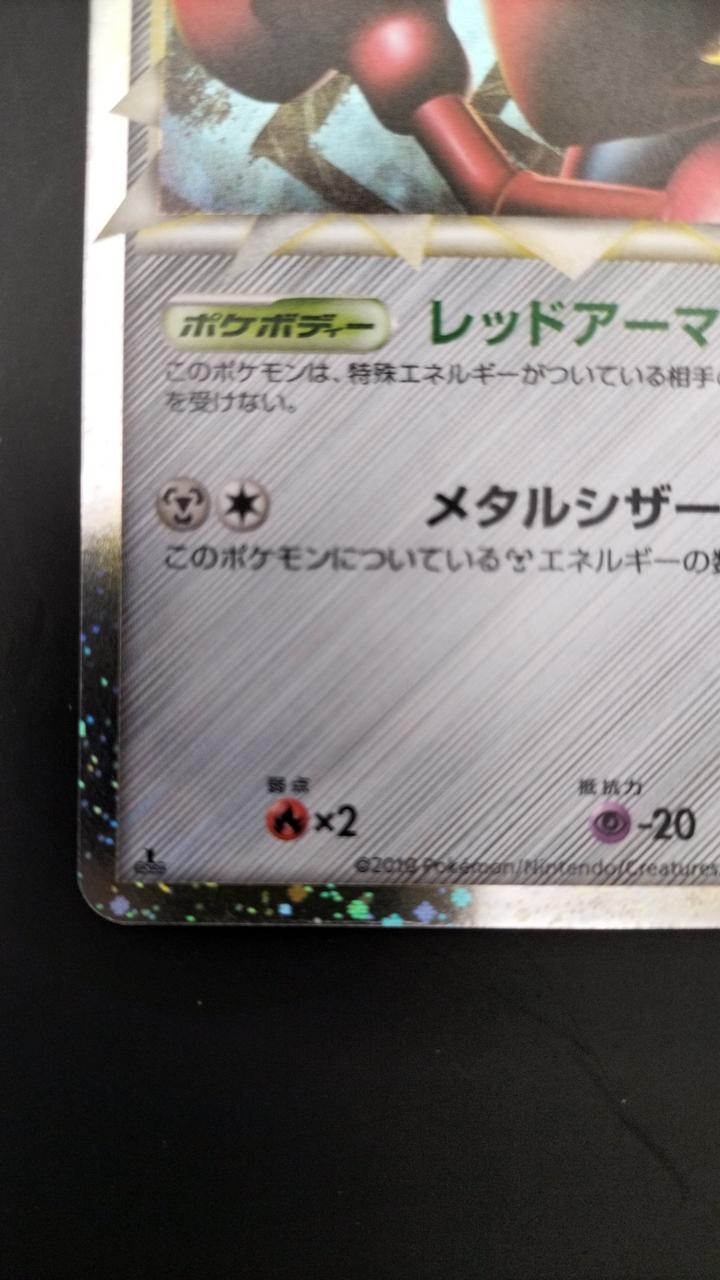 ポケボディー レッドアーマ
このポケモンは、特殊エネルギーがついている相手
を受けない。
メタルシザー
このポケモンについているエネルギーの数
弱点 抵抗力
×2 -20
©2010 Pokémon/Nintendo/Creatures